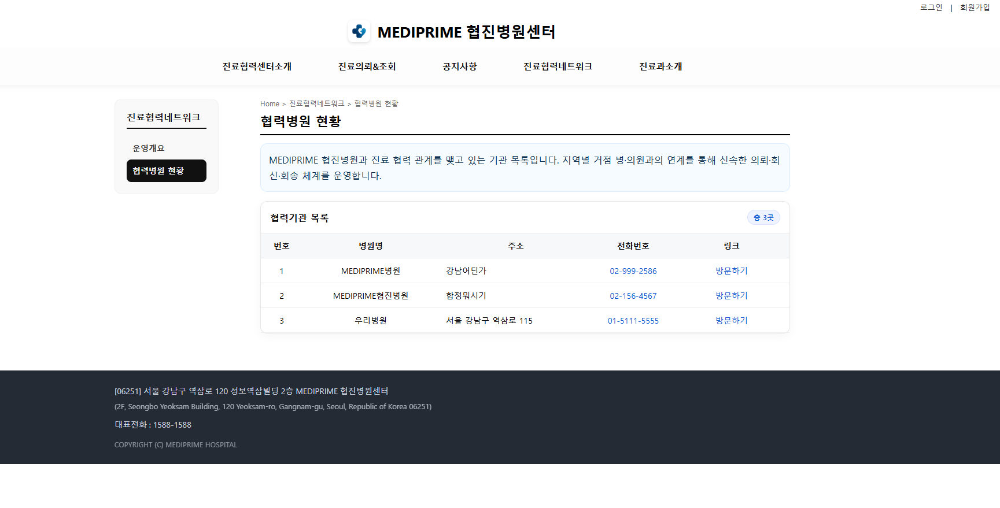 로그인 | 회원가입
MEDIPRIME 협진병원센터
진료협력센터소개 진료의뢰&조회 공지사항 진료협력네트워크 진료과소개
진료협력네트워크
운영개요
협력병원 현황
Home > 진료협력네트워크 > 협력병원 현황
협력병원 현황
MEDIPRIME 협진병원과 진료 협력 관계를 맺고 있는 기관 목록입니다. 지역별 거점 병·의원과의 연계를 통해 신속한 의뢰·회
신·회송 체계를 운영합니다.
협력기관 목록 총 3곳
번호 병원명 주소 전화번호 링크
1 MEDIPRIME병원 강남어딘가 02-999-2586 방문하기
2 MEDIPRIME협진병원 합정뭐시기 02-156-4567 방문하기
3 우리병원 서울 강남구 역삼로 115 01-5111-5555 방문하기
[06251] 서울 강남구 역삼로 120 성보역삼빌딩 2층 MEDIPRIME 협진병원센터
(2F, Seongbo Yeoksam Building, 120 Yeoksam-ro, Gangnam-gu, Seoul, Republic of Korea 06251)
대표전화 : 1588-1588
COPYRIGHT (C) MEDIPRIME HOSPITAL